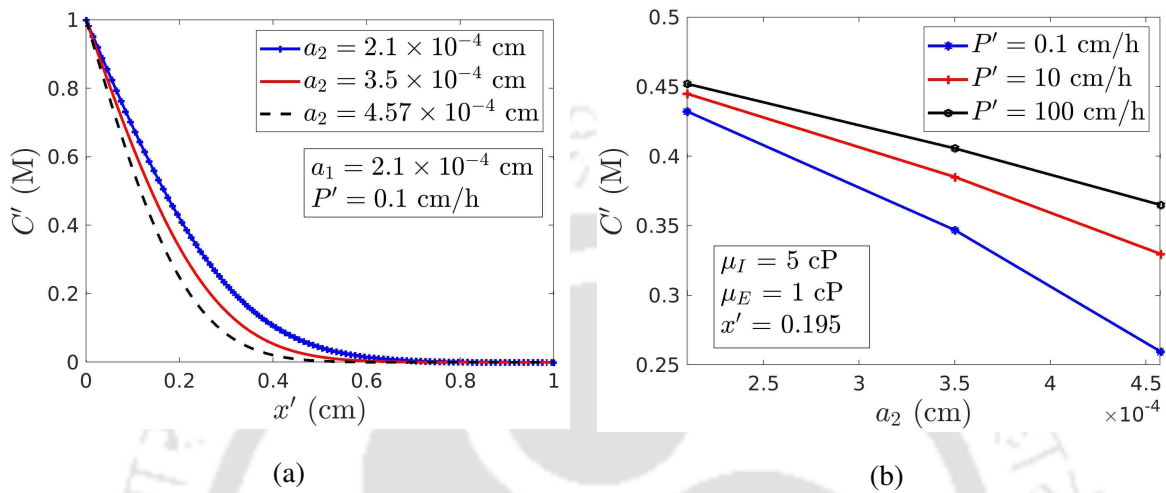 C′ (M)
1
0.8
0.6
0.4
0.2
0
0 0.2 0.4 0.6 0.8 1
x′ (cm)
a₂ = 2.1 × 10⁻⁴ cm
a₂ = 3.5 × 10⁻⁴ cm
a₂ = 4.57 × 10⁻⁴ cm
a₁ = 2.1 × 10⁻⁴ cm
P′ = 0.1 cm/h
(a)
C′ (M)
0.5
0.45
0.4
0.35
0.3
0.25
2.5 3 3.5 4 4.5
×10⁻⁴
a₂ (cm)
P′ = 0.1 cm/h
P′ = 10 cm/h
P′ = 100 cm/h
μ_I = 5 cP
μ_E = 1 cP
x′ = 0.195
(b)